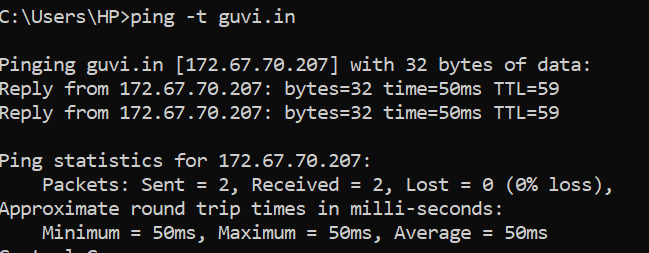 C:\Users\HP>ping -t guvi.in
Pinging guvi.in [172.67.70.207] with 32 bytes of data:
Reply from 172.67.70.207: bytes=32 time=50ms TTL=59
Reply from 172.67.70.207: bytes=32 time=50ms TTL=59
Ping statistics for 172.67.70.207:
    Packets: Sent = 2, Received = 2, Lost = 0 (0% loss),
Approximate round trip times in milli-seconds:
    Minimum = 50ms, Maximum = 50ms, Average = 50ms